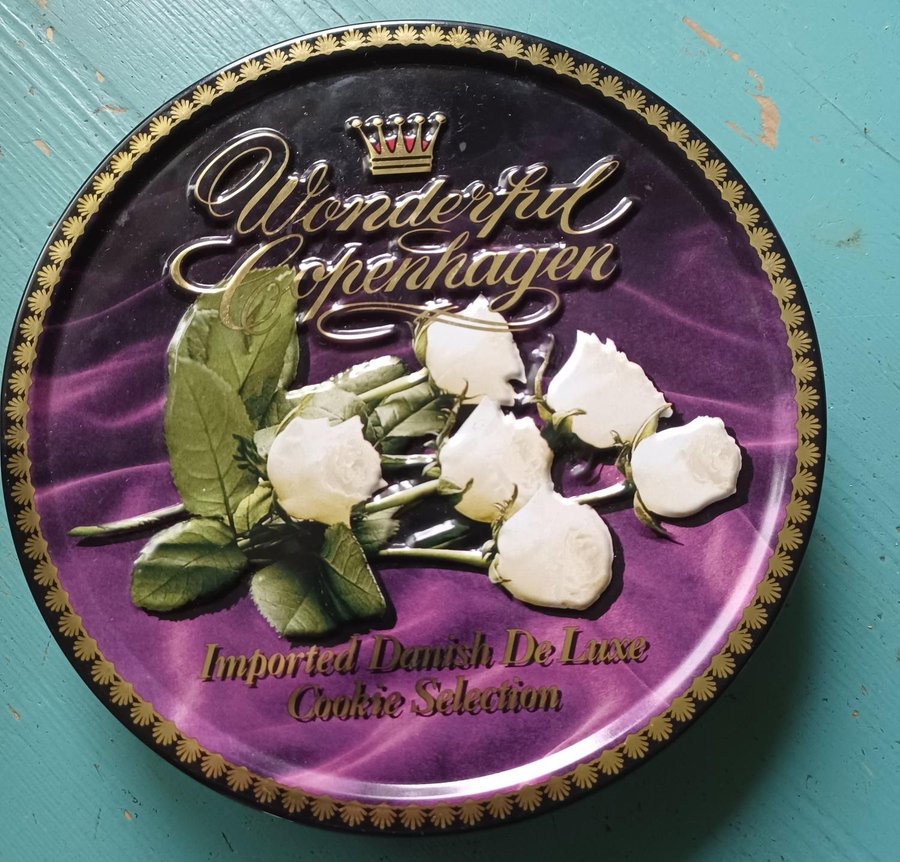 Wonderful
Copenhagen
Imported Danish De Luxe
Cookie Selection